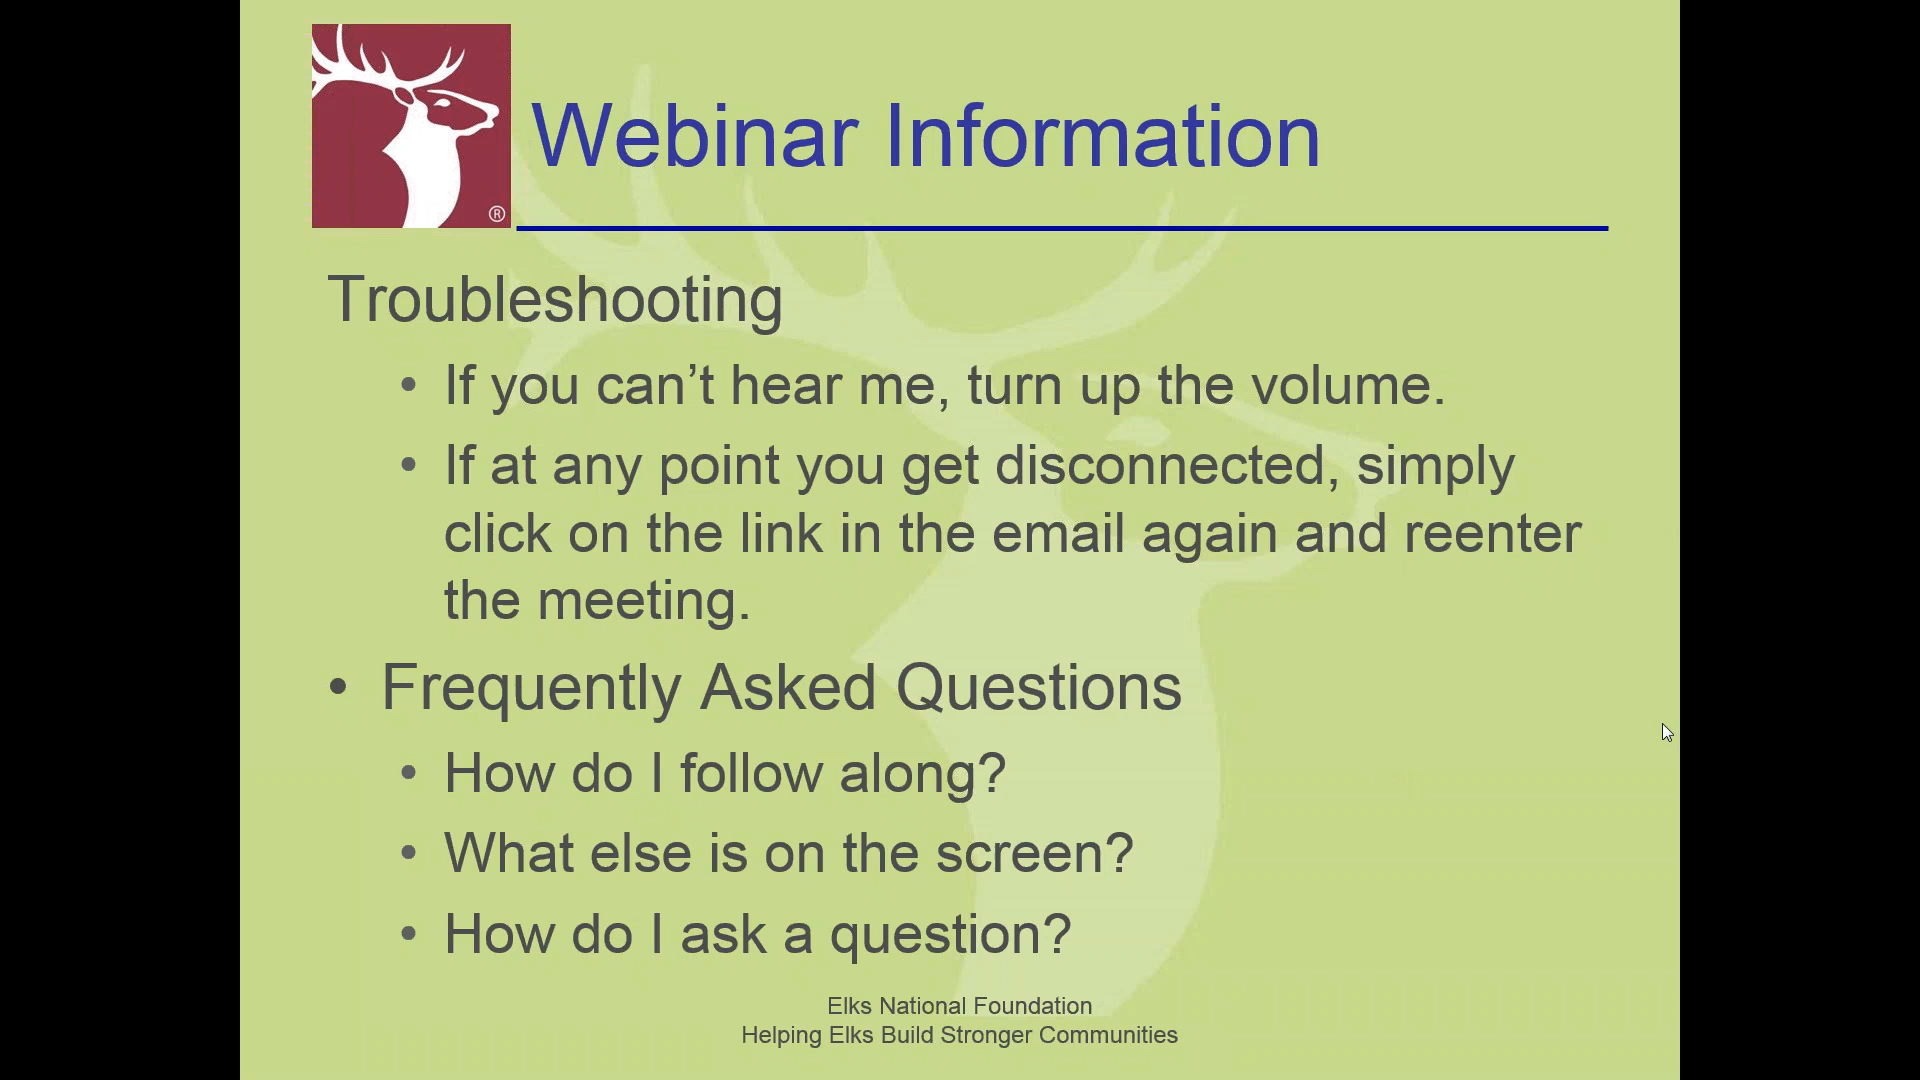 Webinar Information
®
Troubleshooting
• If you can’t hear me, turn up the volume.
• If at any point you get disconnected, simply
click on the link in the email again and reenter
the meeting.
• Frequently Asked Questions
• How do I follow along?
• What else is on the screen?
• How do I ask a question?
Elks National Foundation
Helping Elks Build Stronger Communities